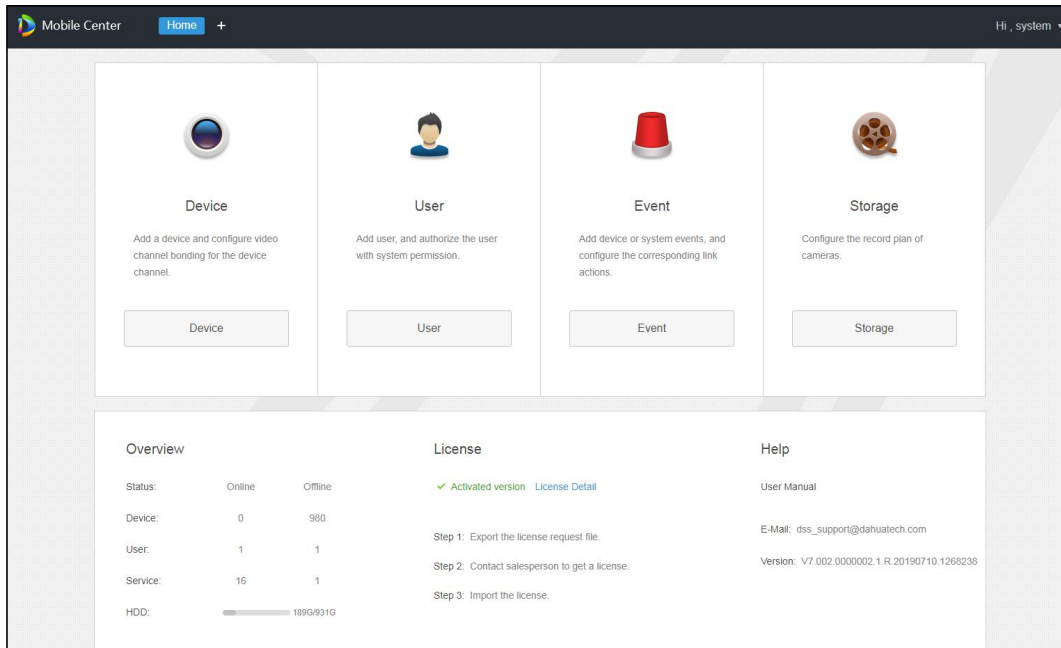 Mobile Center Home + Hi , system
Device User Event Storage
Add a device and configure video
channel bonding for the device
channel.
Add user, and authorize the user
with system permission.
Add device or system events, and
configure the corresponding link
actions.
Configure the record plan of
cameras.
Device User Event Storage
Overview
Status: Online Offline
Device: 0 980
User: 1 1
Service: 16 1
HDD: 189G/931G
License
Activated version License Detail
Step 1: Export the license request file.
Step 2: Contact salesperson to get a license.
Step 3: Import the license.
Help
User Manual
E-Mail: dss_support@dahuatech.com
Version: V7.002.0000002.1.R.20190710.1268238